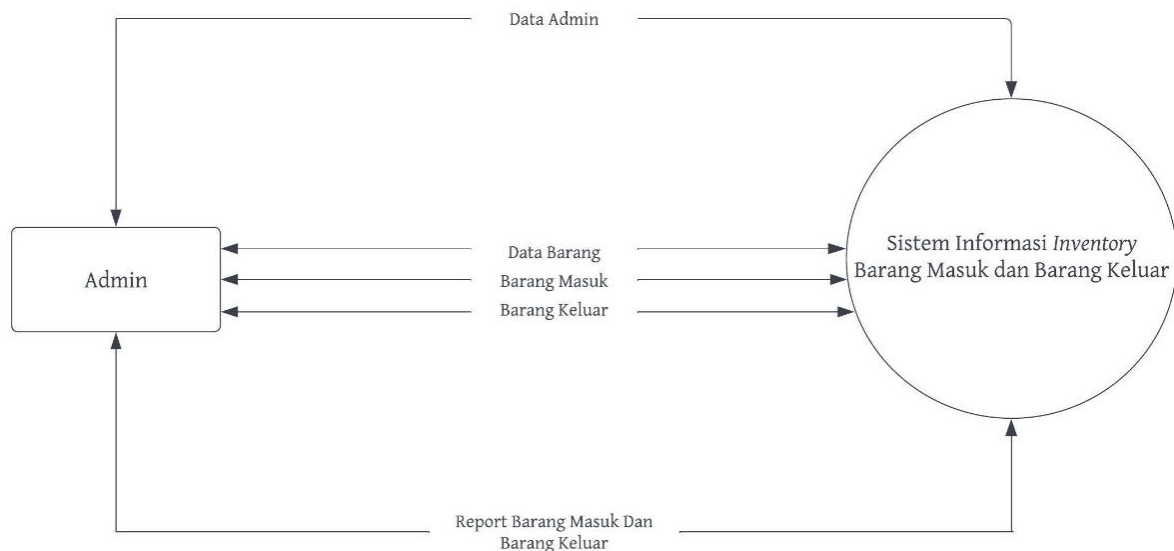 Data Admin
Admin
Data Barang
Barang Masuk
Barang Keluar
Sistem Informasi Inventory
Barang Masuk dan Barang Keluar
Report Barang Masuk Dan
Barang Keluar